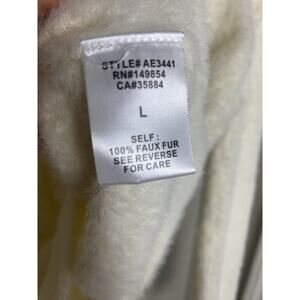 STYLE# AE3441
RN#149854
CA#35884
L
SELF:
100% FAUX FUR
SEE REVERSE
FOR CARE